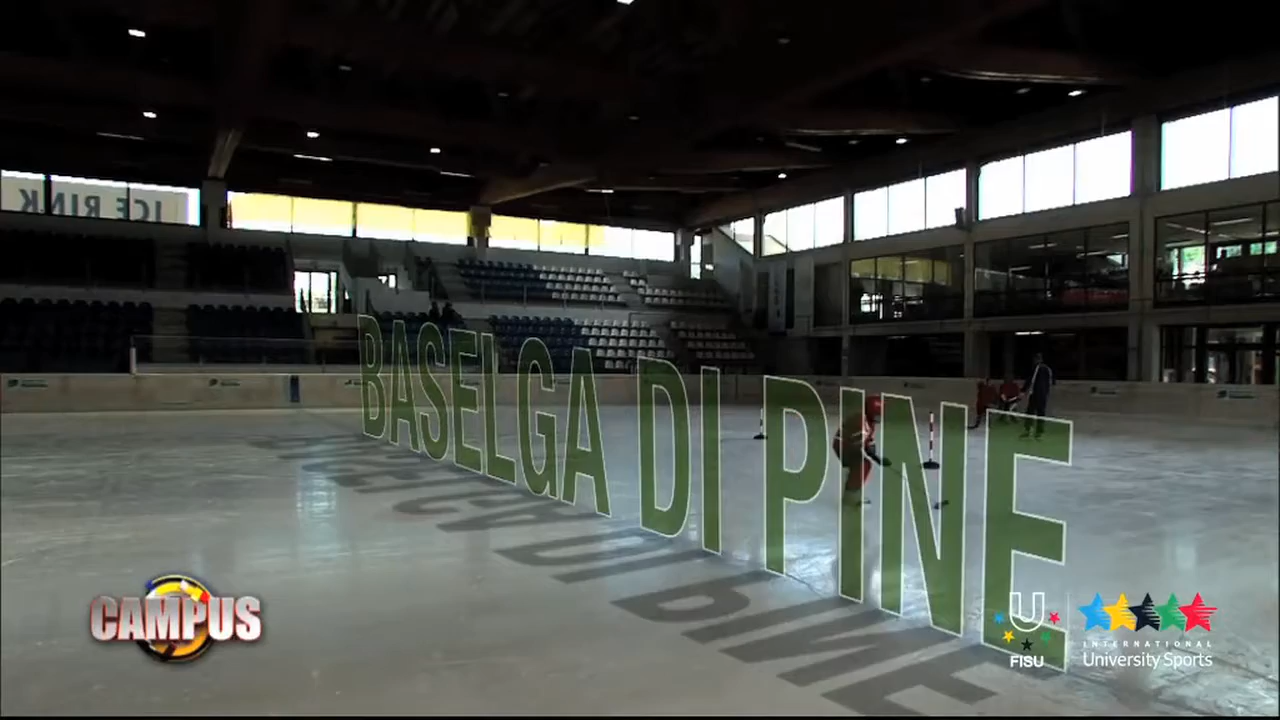 ICE RINK
BASELGA DI PINE
CAMPUS
U
FISU
INTERNATIONAL
University Sports